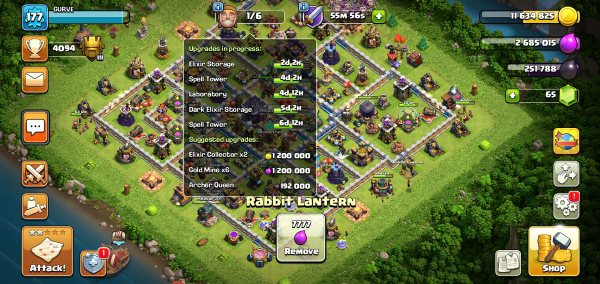 177
GURVE
1/6
55M 56S
11 634 825
4094
2 685 015
251 788
65
Upgrades in progress:
Elixir Storage 2d,2H
Spell Tower 4d,2H
Laboratory 4d,12H
Dark Elixir Storage 5d,2H
Spell Tower 6d,12H
Suggested upgrades:
Elixir Collector x2 1 200 000
Gold Mine x6 1 200 000
Archer Queen 192 000
Rabbit Lantern
7777
Remove
Attack!
1
1
Shop